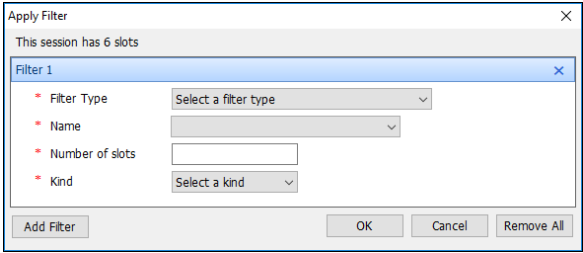 Apply Filter
This session has 6 slots
Filter 1
* Filter Type Select a filter type
* Name
* Number of slots
* Kind Select a kind
Add Filter OK Cancel Remove All